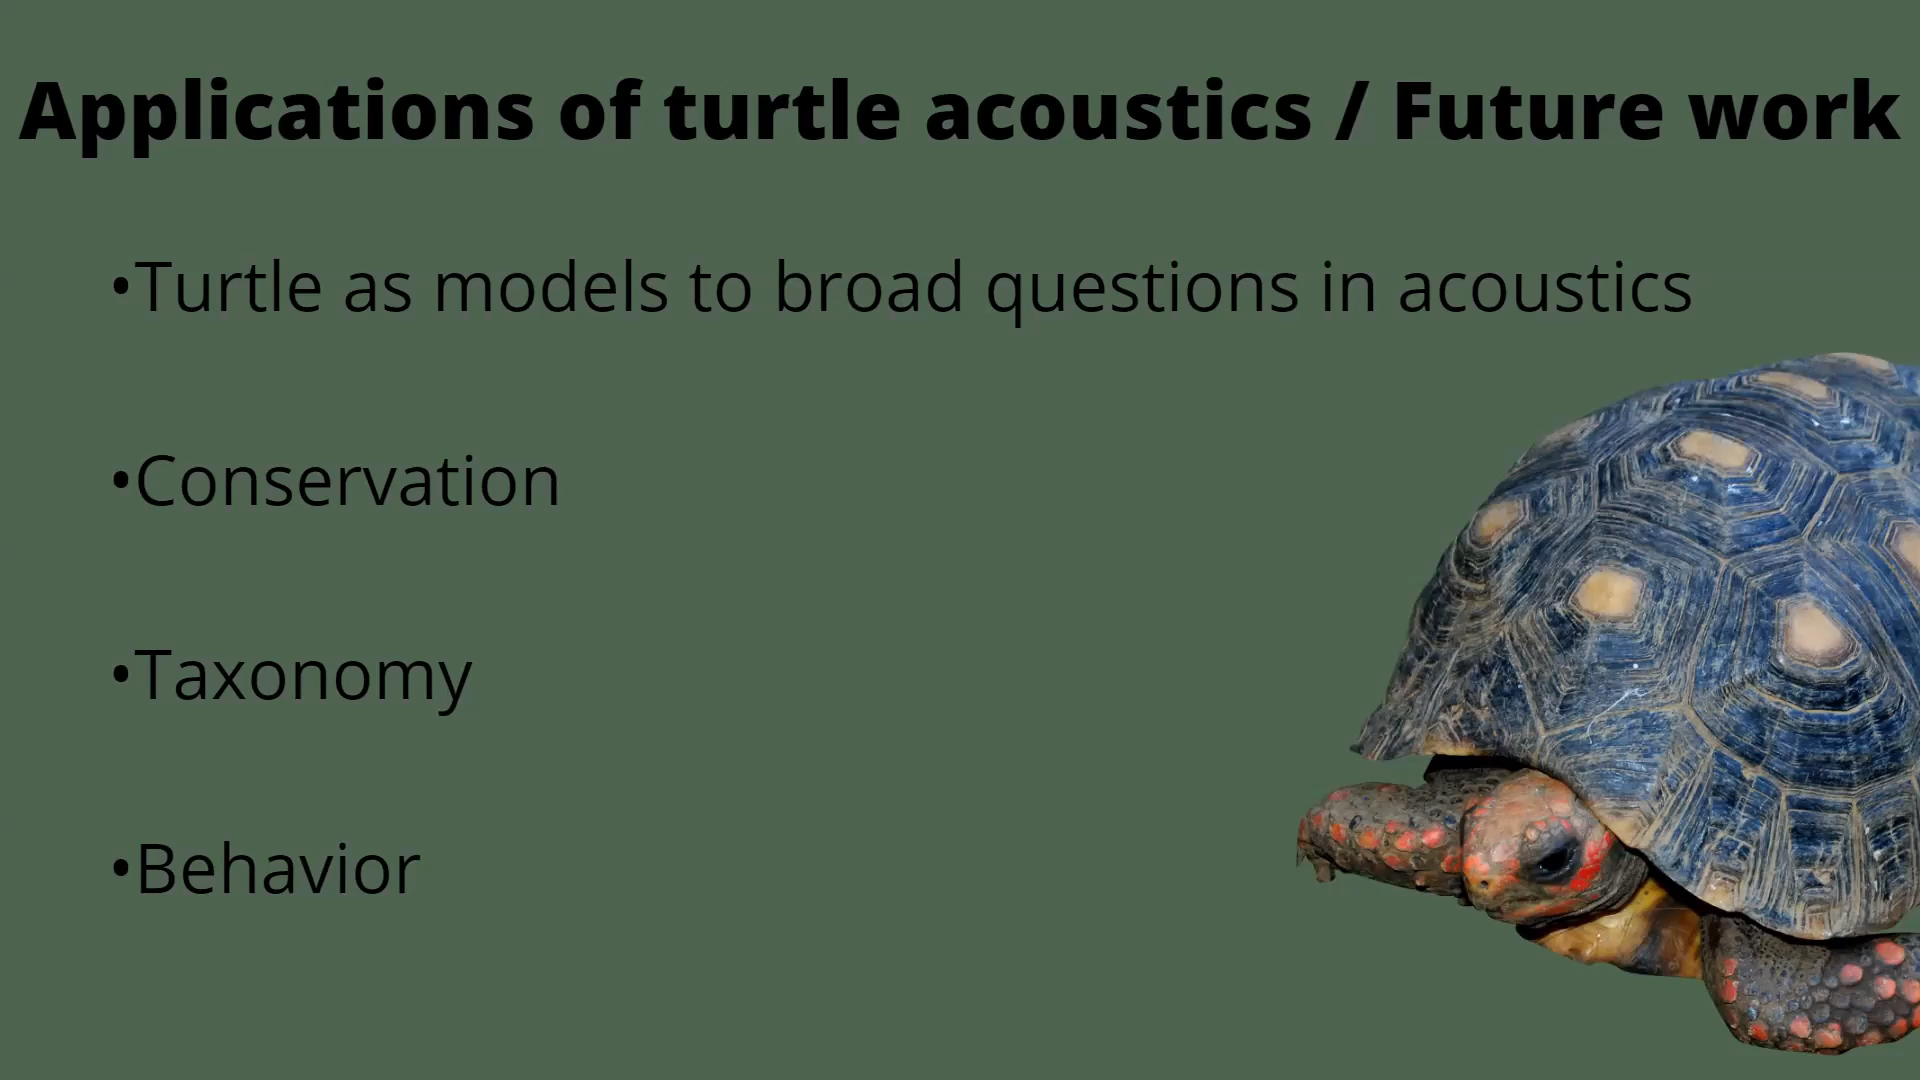 Applications of turtle acoustics / Future work
•Turtle as models to broad questions in acoustics
•Conservation
•Taxonomy
•Behavior